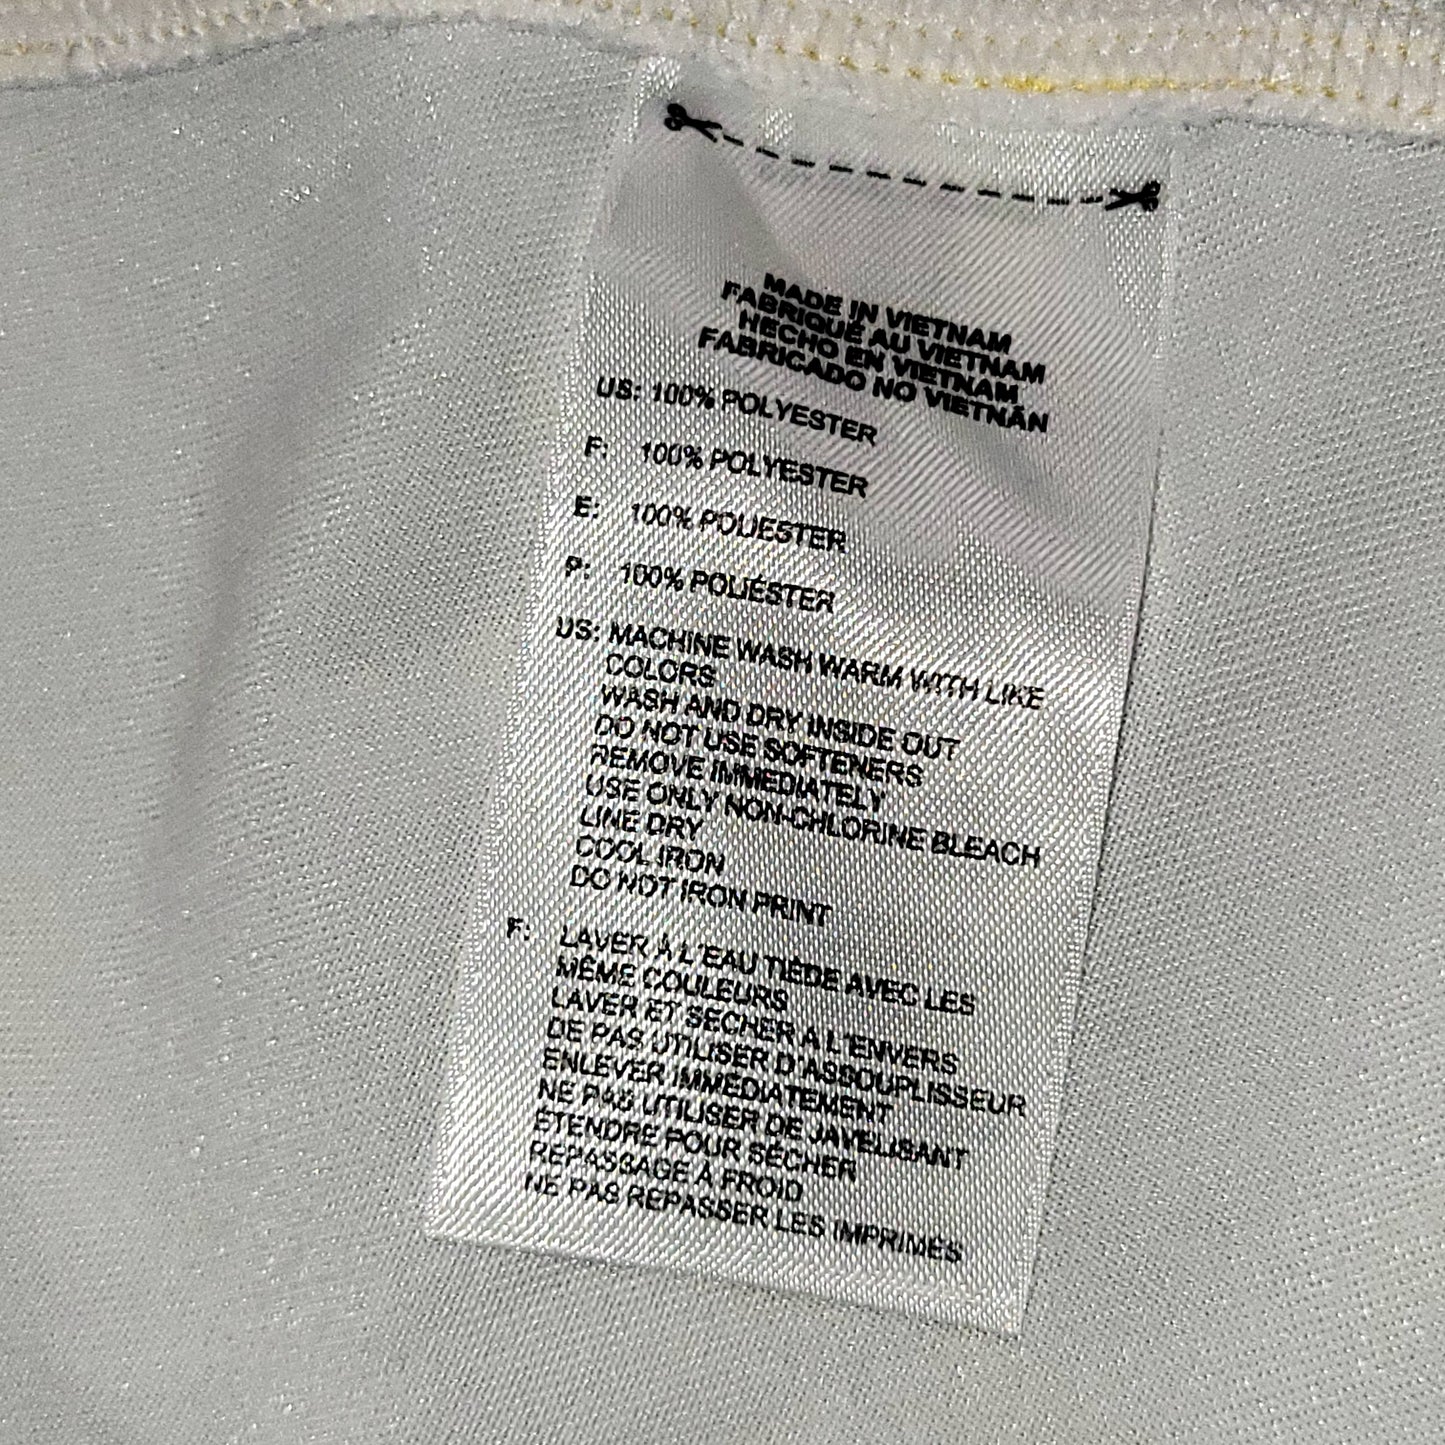 MADE IN VIETNAM
FABRIQUÉ AU VIETNAM
HECHO EN VIETNAM
FABRICADO NO VIETNÃN
US: 100% POLYESTER
F: 100% POLYESTER
E: 100% POLIESTER
P: 100% POLIÉSTER
US: MACHINE WASH WARM WITH LIKE
COLORS
WASH AND DRY INSIDE OUT
DO NOT USE SOFTENERS
REMOVE IMMEDIATELY
USE ONLY NON-CHLORINE BLEACH
LINE DRY
COOL IRON
DO NOT IRON PRINT
F: LAVER À L'EAU TIÈDE AVEC LES
MÊME COULEURS
LAVER ET SÉCHER À L'ENVERS
DE PAS UTILISER D'ASSOUPLISSEUR
ENLEVER IMMÉDIATEMENT
NE PAS UTILISER DE JAVELISANT
ÉTENDRE POUR SÉCHER
REPASSAGE À FROID
NE PAS REPASSER LES IMPRIMÉS